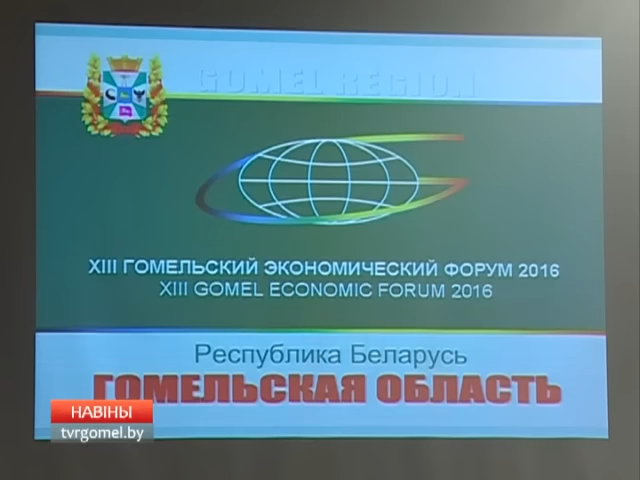 GOMEL REGION
XIII ГОМЕЛЬСКИЙ ЭКОНОМИЧЕСКИЙ ФОРУМ 2016
XIII GOMEL ECONOMIC FORUM 2016
Республика Беларусь
ГОМЕЛЬСКАЯ ОБЛАСТЬ
НАВІНЫ
tvrgomel.by